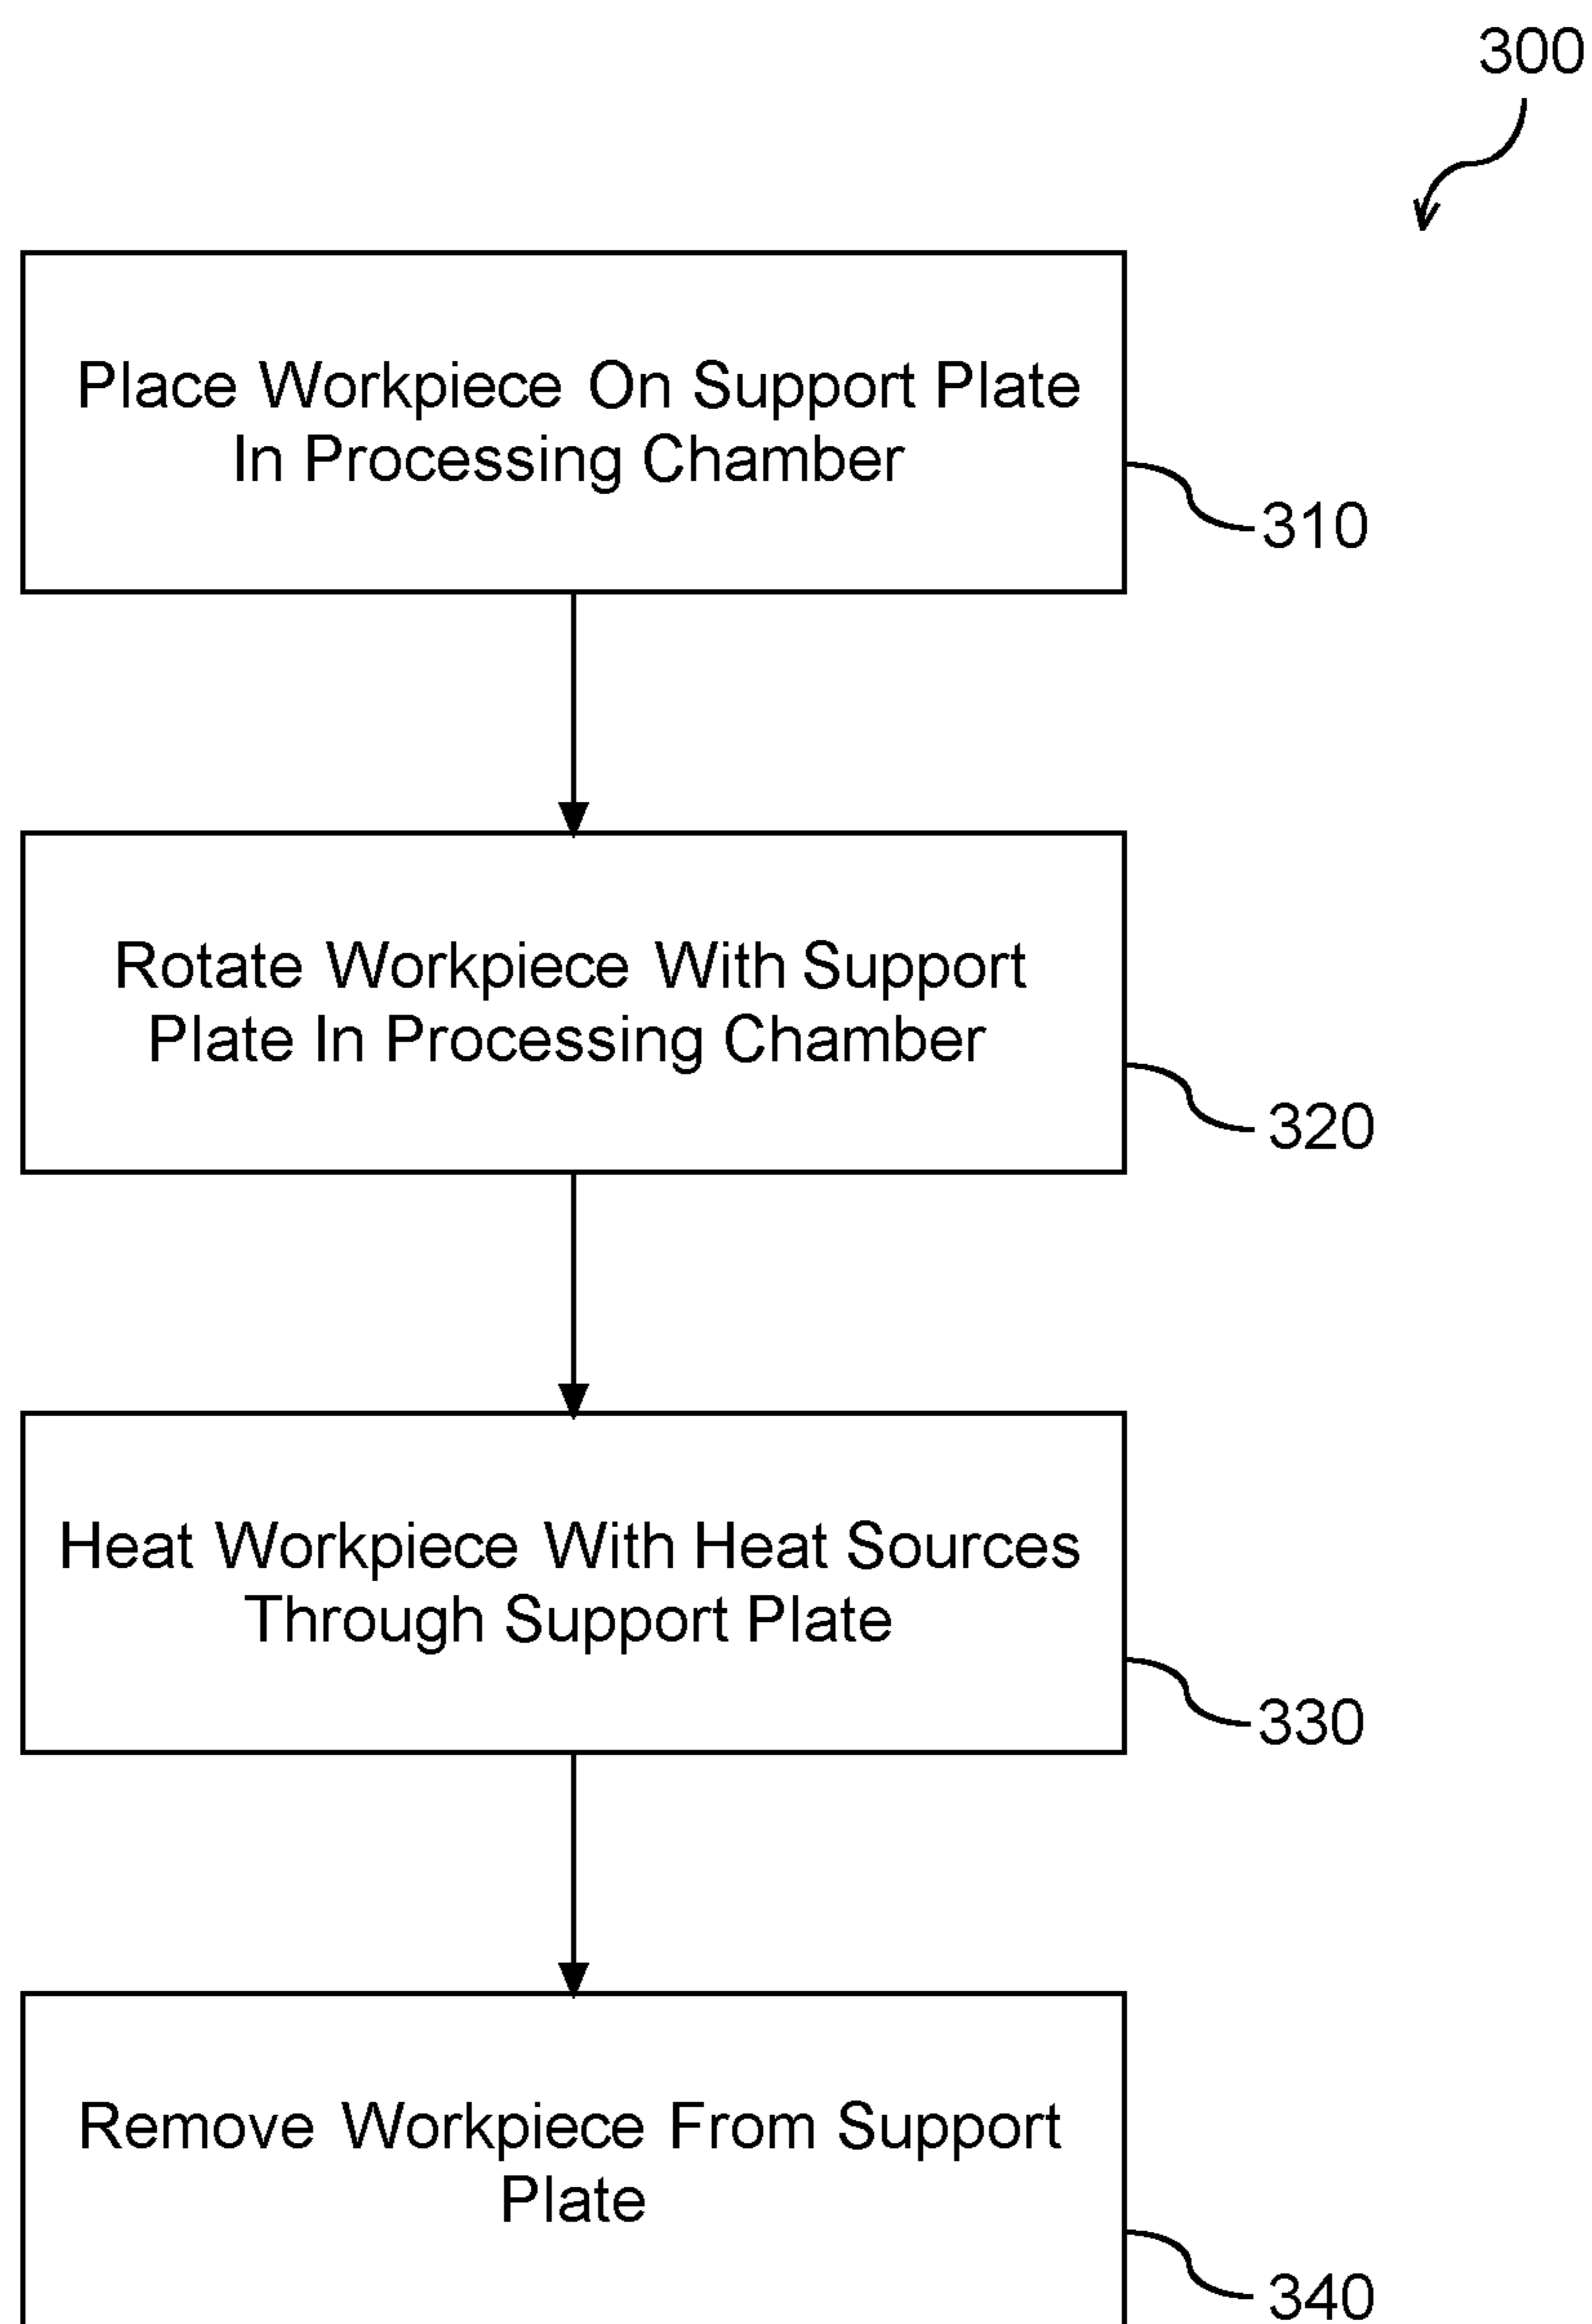 300
Place Workpiece On Support Plate
In Processing Chamber
310
Rotate Workpiece With Support
Plate In Processing Chamber
320
Heat Workpiece With Heat Sources
Through Support Plate
330
Remove Workpiece From Support
Plate
340